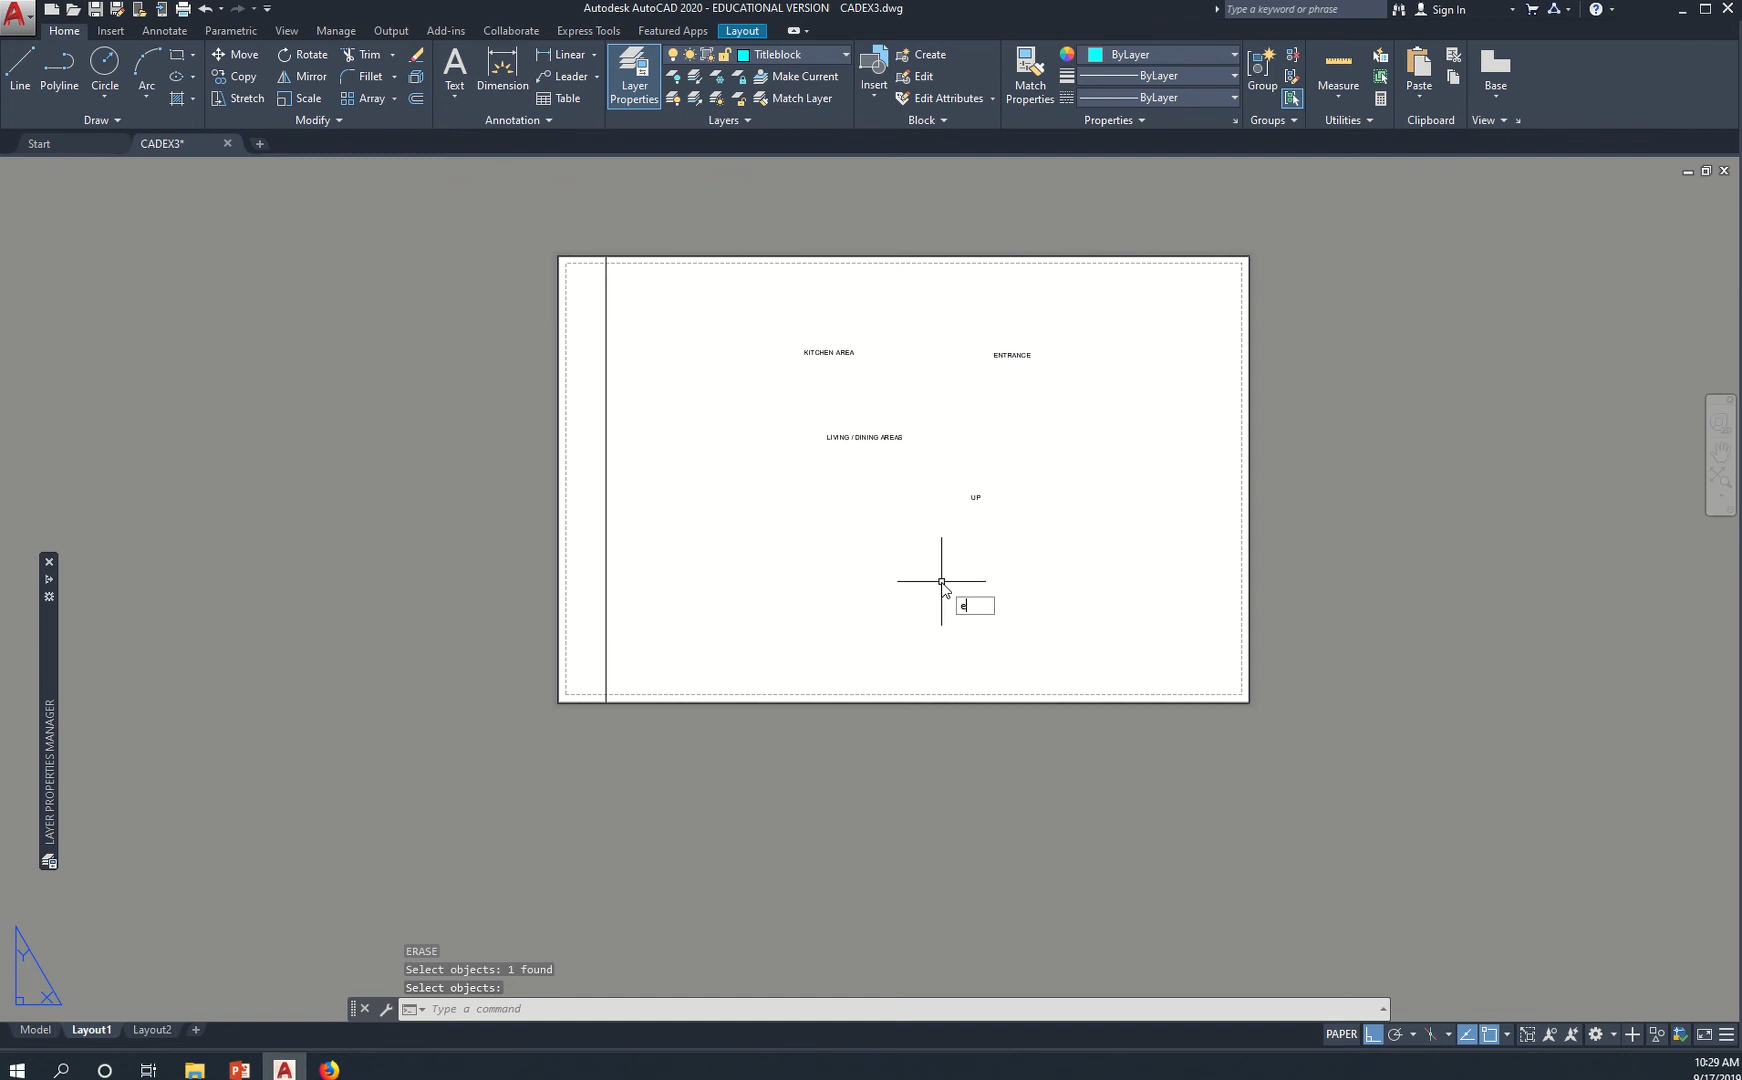 Autodesk AutoCAD 2020 - EDUCATIONAL VERSION CADEX3.dwg
Type a keyword or phrase
Sign In
Home Insert Annotate Parametric View Manage Output Add-ins Collaborate Express Tools Featured Apps Layout
Line Polyline Circle Arc
Draw
Move Rotate Trim
Copy Mirror Fillet
Stretch Scale Array
Modify
Text Dimension
Linear
Leader
Table
Annotation
Layer Properties
Titleblock
Make Current
Match Layer
Layers
Insert
Create
Edit
Edit Attributes
Block
Match Properties
ByLayer
ByLayer
ByLayer
Properties
Group
Groups
Measure
Utilities
Paste
Clipboard
Base
View
Start CADEX3*
KITCHEN AREA
ENTRANCE
LIVING / DINING AREAS
UP
e
LAYER PROPERTIES MANAGER
Y
X
ERASE
Select objects: 1 found
Select objects:
Type a command
Model Layout1 Layout2
PAPER
10:29 AM
9/17/2019